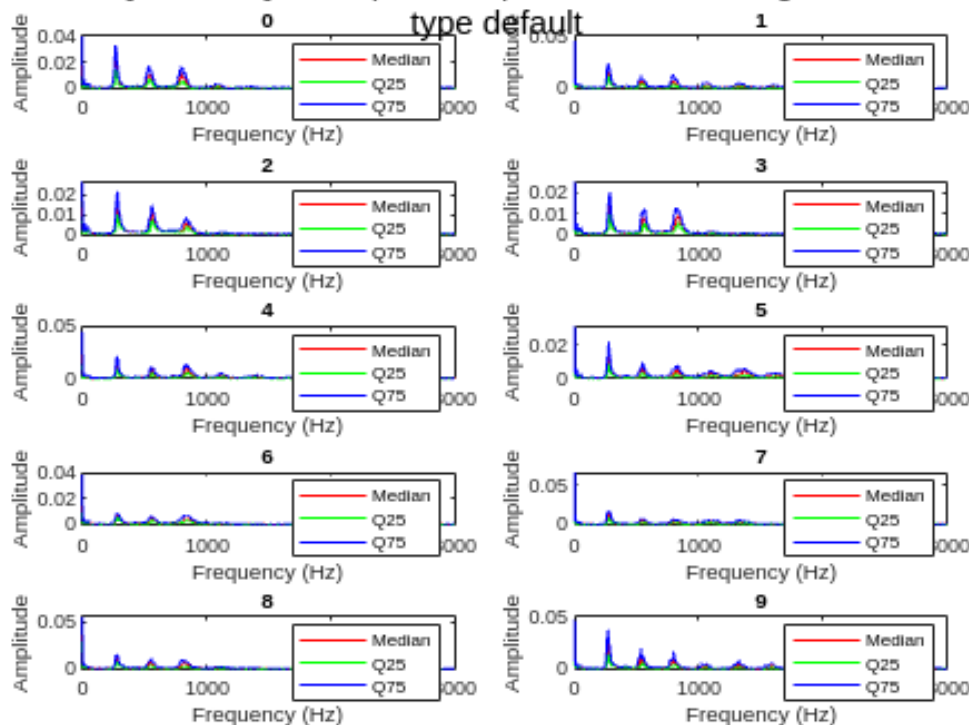 type default
0 1
Amplitude 0.04 0.02 0 Median Q25 Q75 Amplitude 0.05 0 Median Q25 Q75
0 1000 0 1000
Frequency (Hz) Frequency (Hz)
2 3
Amplitude 0.02 0.01 0 Median Q25 Q75 Amplitude 0.02 0.01 0 Median Q25 Q75
0 1000 0 1000
Frequency (Hz) Frequency (Hz)
4 5
Amplitude 0.05 0 Median Q25 Q75 Amplitude 0.02 0 Median Q25 Q75
0 1000 0 1000
Frequency (Hz) Frequency (Hz)
6 7
Amplitude 0.04 0.02 0 Median Q25 Q75 Amplitude 0.05 0 Median Q25 Q75
0 1000 0 1000
Frequency (Hz) Frequency (Hz)
8 9
Amplitude 0.05 0 Median Q25 Q75 Amplitude 0.05 0 Median Q25 Q75
0 1000 0 1000
Frequency (Hz) Frequency (Hz)